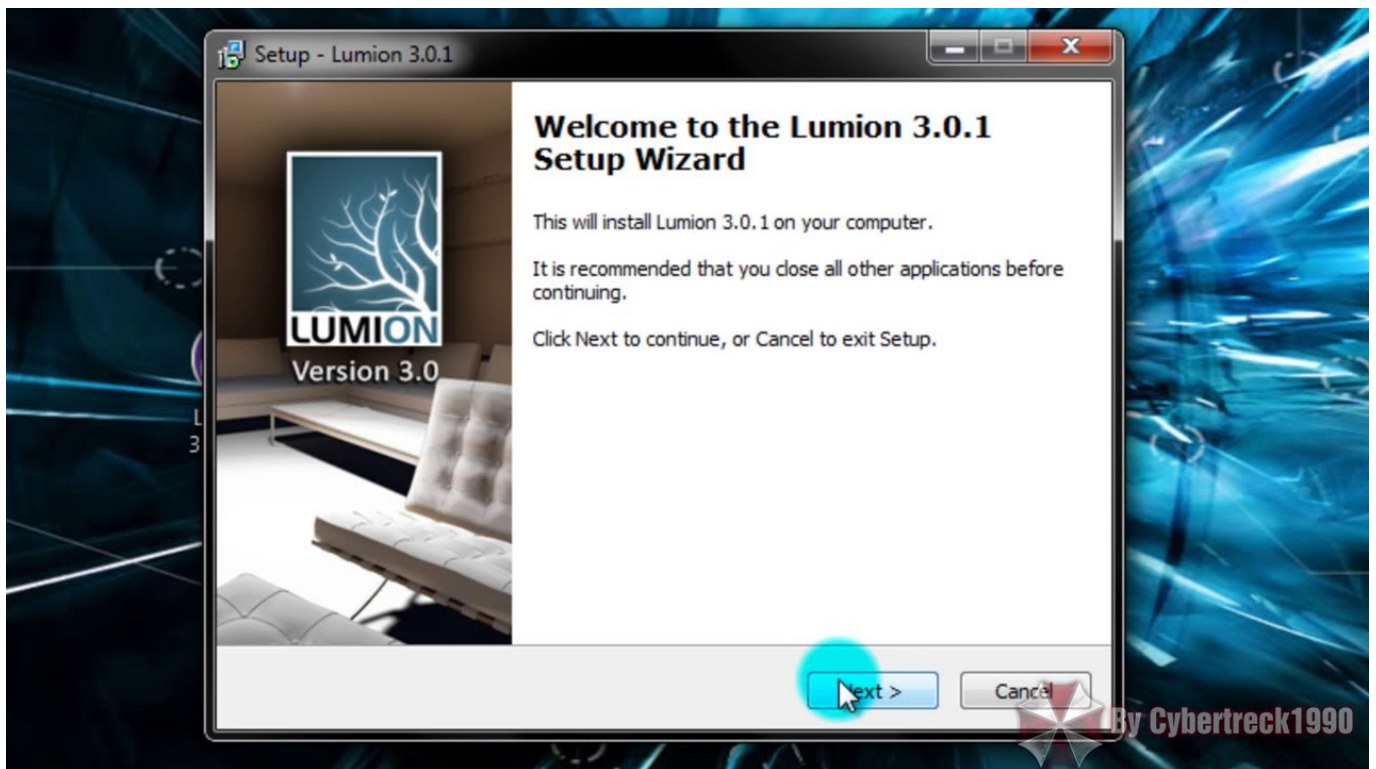 Setup - Lumion 3.0.1
Welcome to the Lumion 3.0.1
Setup Wizard
This will install Lumion 3.0.1 on your computer.
It is recommended that you close all other applications before
continuing.
Click Next to continue, or Cancel to exit Setup.
LUMION
Version 3.0
L
3
Next >
Cancel
By Cybertreck1990